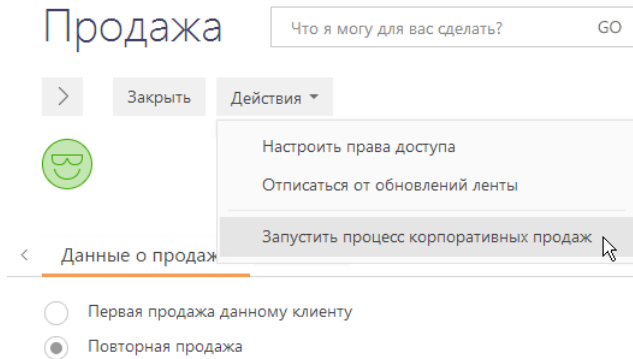 Продажа
Что я могу для вас сделать? GO
Закрыть Действия
Настроить права доступа
Отписаться от обновлений ленты
Запустить процесс корпоративных продаж
Данные о продаж
Первая продажа данному клиенту
Повторная продажа